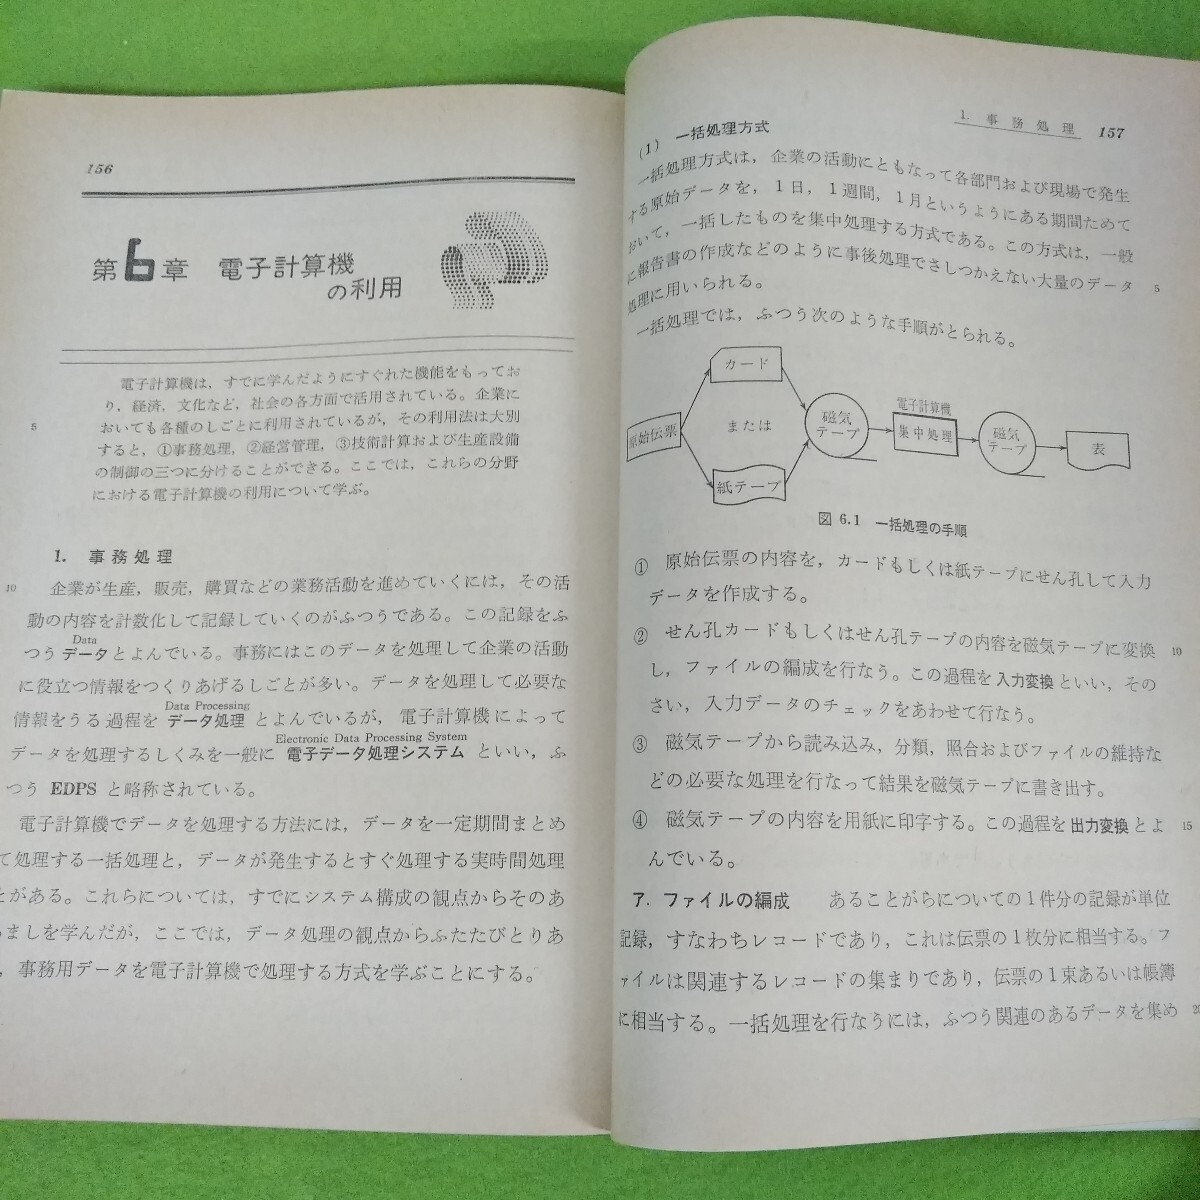 156
第6章 電子計算機
の利用
電子計算機は，すでに学んだようにすぐれた機能をもってお
り，経済，文化など，社会の各方面で活用されている。企業に
5 おいても各種のしごとに利用されているが，その利用法は大別
すると，①事務処理，②経営管理，③技術計算および生産設備
の制御の三つに分けることができる。ここでは，これらの分野
における電子計算機の利用について学ぶ。
1. 事務処理
10 企業が生産，販売，購買などの業務活動を進めていくには，その活
動の内容を計数化して記録していくのがふつうである。この記録をふ
Data
つうデータとよんでいる。事務にはこのデータを処理して企業の活動
に役立つ情報をつくりあげるしごとが多い。データを処理して必要な
Data Processing
情報をうる過程をデータ処理とよんでいるが，電子計算機によって
Electronic Data Processing System
データを処理するしくみを一般に電子データ処理システムといい，ふ
つう EDPS と略称されている。
電子計算機でデータを処理する方法には，データを一定期間まとめ
て処理する一括処理と，データが発生するとすぐ処理する実時間処理
とがある。これらについては，すでにシステム構成の観点からそのあ
らましを学んだが，ここでは，データ処理の観点からふたたびとりあ
，事務用データを電子計算機で処理する方式を学ぶことにする。
1. 事務処理 157
(1) 一括処理方式
一括処理方式は，企業の活動にともなって各部門および現場で発生
する原始データを，1日，1週間，1月というようにある期間ためて
おいて，一括したものを集中処理する方式である。この方式は，一般
に報告書の作成などのように事後処理でさしつかえない大量のデータ 5
処理に用いられる。
一括処理では，ふつう次のような手順がとられる。
原始伝票
カード
または
紙テープ
磁気
テープ
電子計算機
集中処理
磁気
テープ
表
図 6.1 一括処理の手順
① 原始伝票の内容を，カードもしくは紙テープにせん孔して入力
データを作成する。
② せん孔カードもしくはせん孔テープの内容を磁気テープに変換 10
し，ファイルの編成を行なう。この過程を入力変換といい，その
さい，入力データのチェックをあわせて行なう。
③ 磁気テープから読み込み，分類，照合およびファイルの維持な
どの必要な処理を行なって結果を磁気テープに書き出す。
④ 磁気テープの内容を用紙に印字する。この過程を出力変換とよ 15
んでいる。
ア. ファイルの編成 あることがらについての1件分の記録が単位
記録，すなわちレコードであり，これは伝票の1枚分に相当する。フ
ァイルは関連するレコードの集まりであり，伝票の1束あるいは帳簿
に相当する。一括処理を行なうには，ふつう関連のあるデータを集め 20